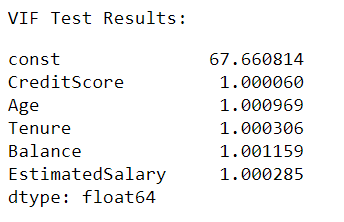 VIF Test Results:
const 67.660814
CreditScore 1.000060
Age 1.000969
Tenure 1.000306
Balance 1.001159
EstimatedSalary 1.000285
dtype: float64